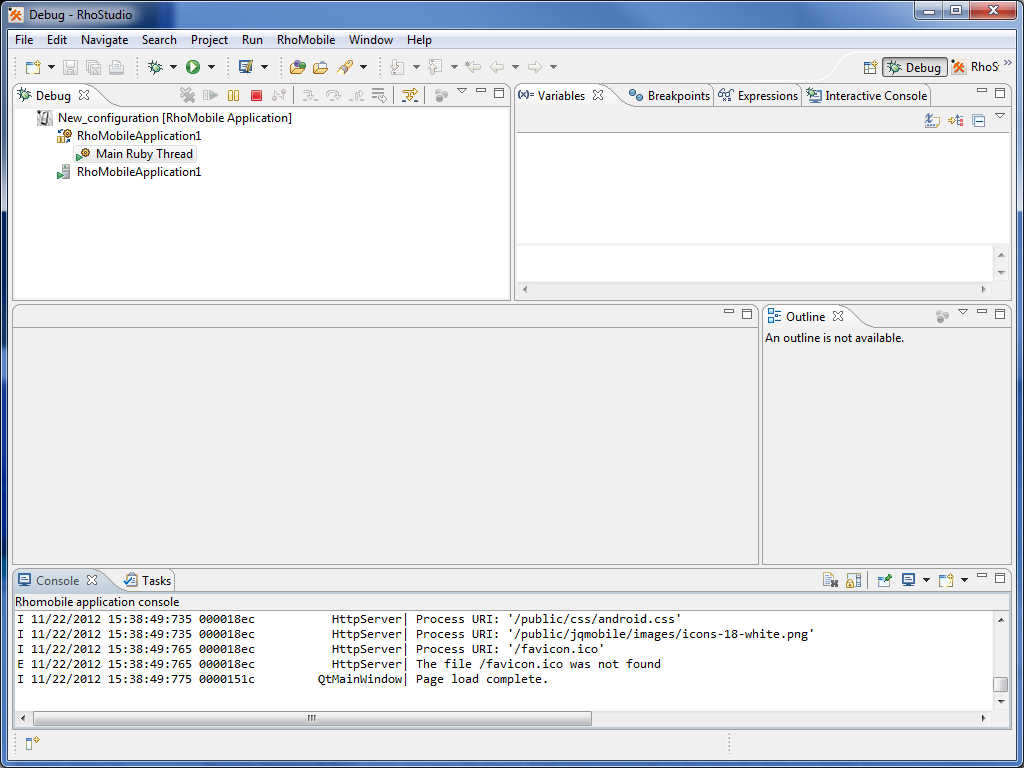 Debug - RhoStudio
File Edit Navigate Search Project Run RhoMobile Window Help
Debug RhoS
Debug
New_configuration [RhoMobile Application]
RhoMobileApplication1
Main Ruby Thread
RhoMobileApplication1
(x)= Variables Breakpoints Expressions Interactive Console
Outline
An outline is not available.
Console Tasks
Rhomobile application console
I 11/22/2012 15:38:49:735 000018ec HttpServer| Process URI: '/public/css/android.css'
I 11/22/2012 15:38:49:735 000018ec HttpServer| Process URI: '/public/jqmobile/images/icons-18-white.png'
I 11/22/2012 15:38:49:765 000018ec HttpServer| Process URI: '/favicon.ico'
E 11/22/2012 15:38:49:765 000018ec HttpServer| The file /favicon.ico was not found
I 11/22/2012 15:38:49:775 0000151c QtMainWindow| Page load complete.